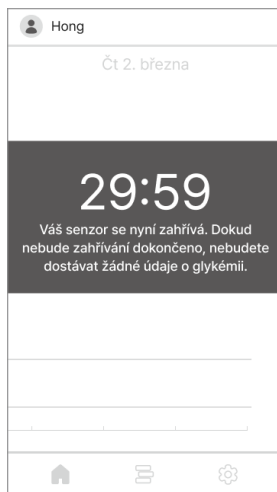 Hong
Čt 2. března
29:59
Váš senzor se nyní zahřívá. Dokud
nebude zahřívání dokončeno, nebudete
dostávat žádné údaje o glykémii.